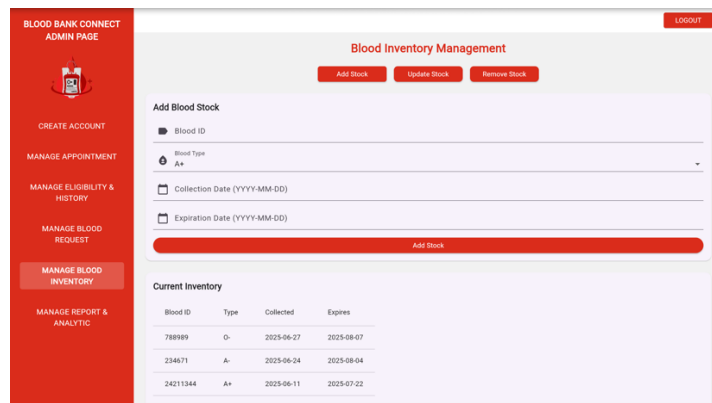 BLOOD BANK CONNECT
ADMIN PAGE
CREATE ACCOUNT
MANAGE APPOINTMENT
MANAGE ELIGIBILITY &
HISTORY
MANAGE BLOOD
REQUEST
MANAGE BLOOD
INVENTORY
MANAGE REPORT &
ANALYTIC
LOGOUT
Blood Inventory Management
Add Stock Update Stock Remove Stock
Add Blood Stock
Blood ID
Blood Type
A+
Collection Date (YYYY-MM-DD)
Expiration Date (YYYY-MM-DD)
Add Stock
Current Inventory
Blood ID Type Collected Expires
788989 O- 2025-06-27 2025-08-07
234671 A- 2025-06-24 2025-08-04
24211344 A+ 2025-06-11 2025-07-22